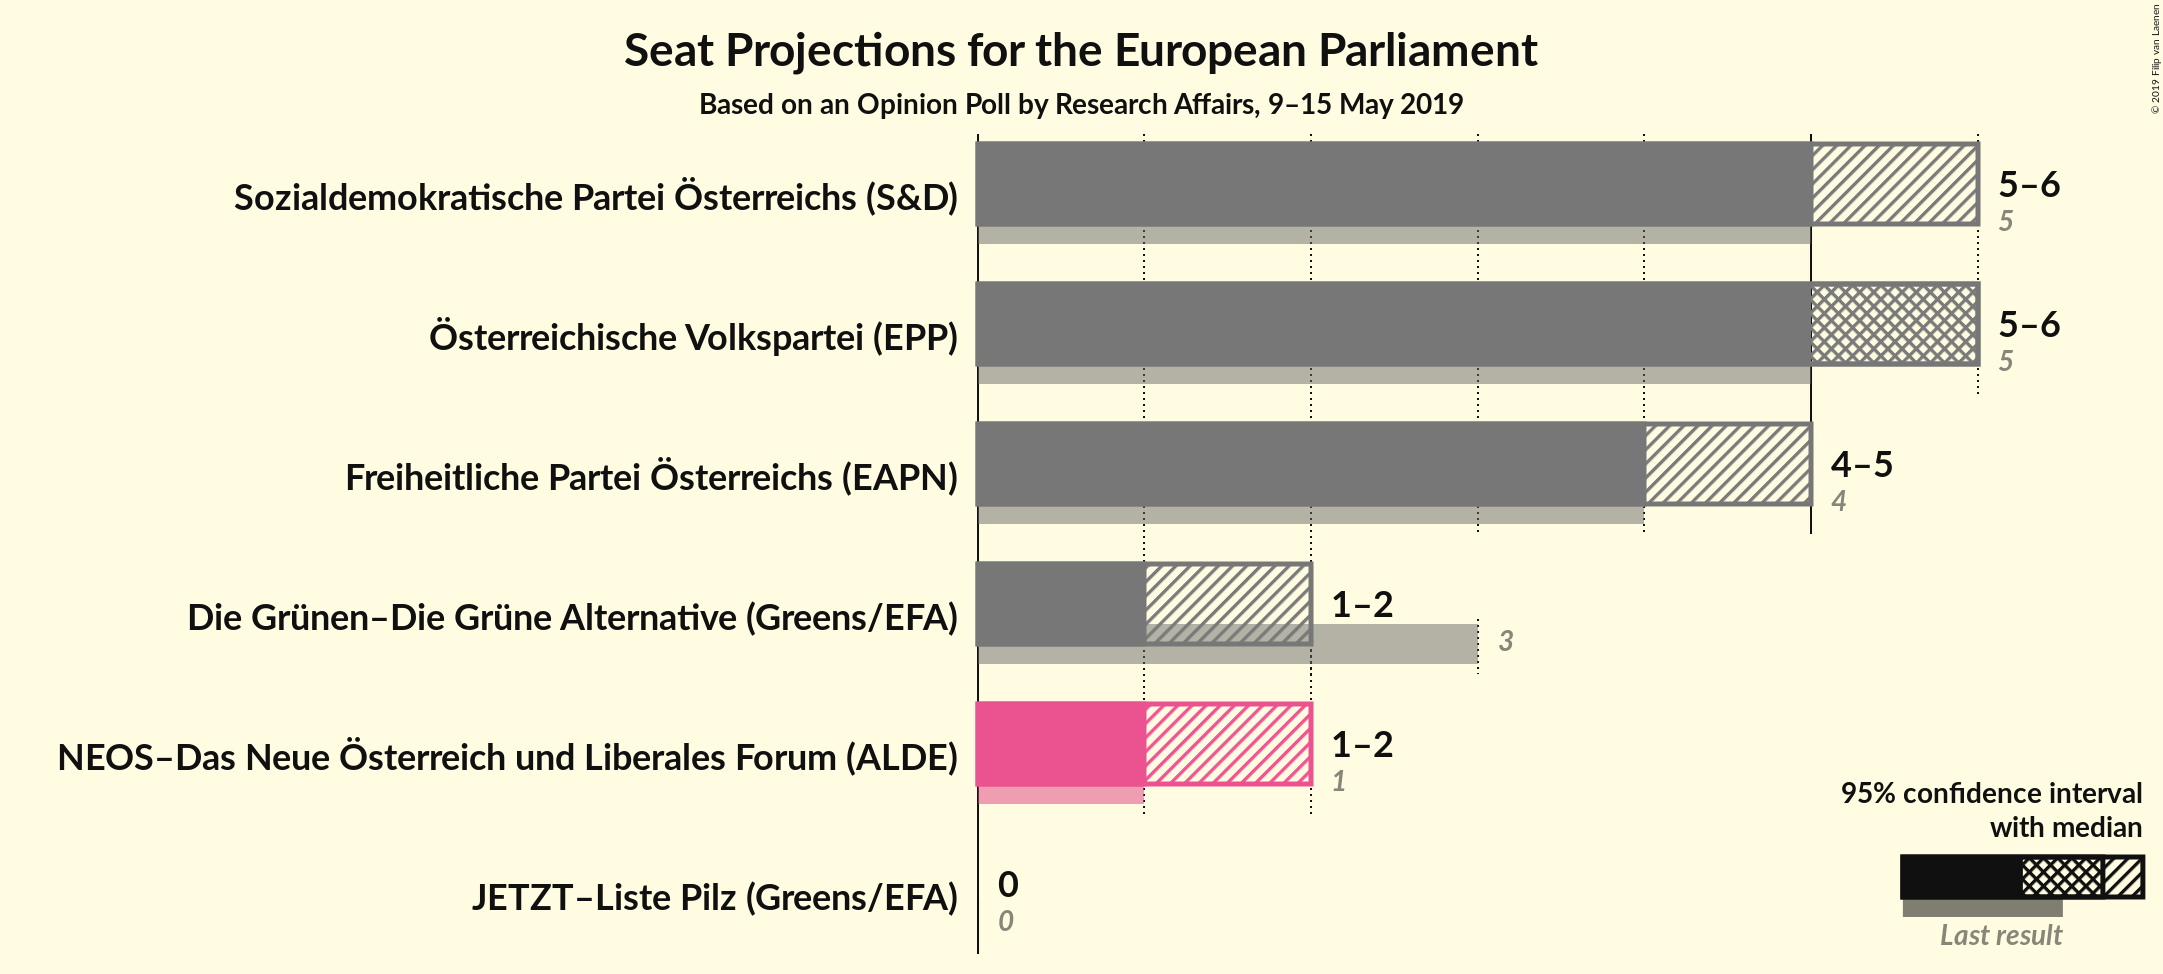 Seat Projections for the European Parliament
Based on an Opinion Poll by Research Affairs, 9–15 May 2019
© 2019 Filip van Laenen
Sozialdemokratische Partei Österreichs (S&D)
5–6
5
Österreichische Volkspartei (EPP)
5–6
5
Freiheitliche Partei Österreichs (EAPN)
4–5
4
Die Grünen–Die Grüne Alternative (Greens/EFA)
1–2
3
NEOS–Das Neue Österreich und Liberales Forum (ALDE)
1–2
1
JETZT–Liste Pilz (Greens/EFA)
0
0
95% confidence interval
with median
Last result